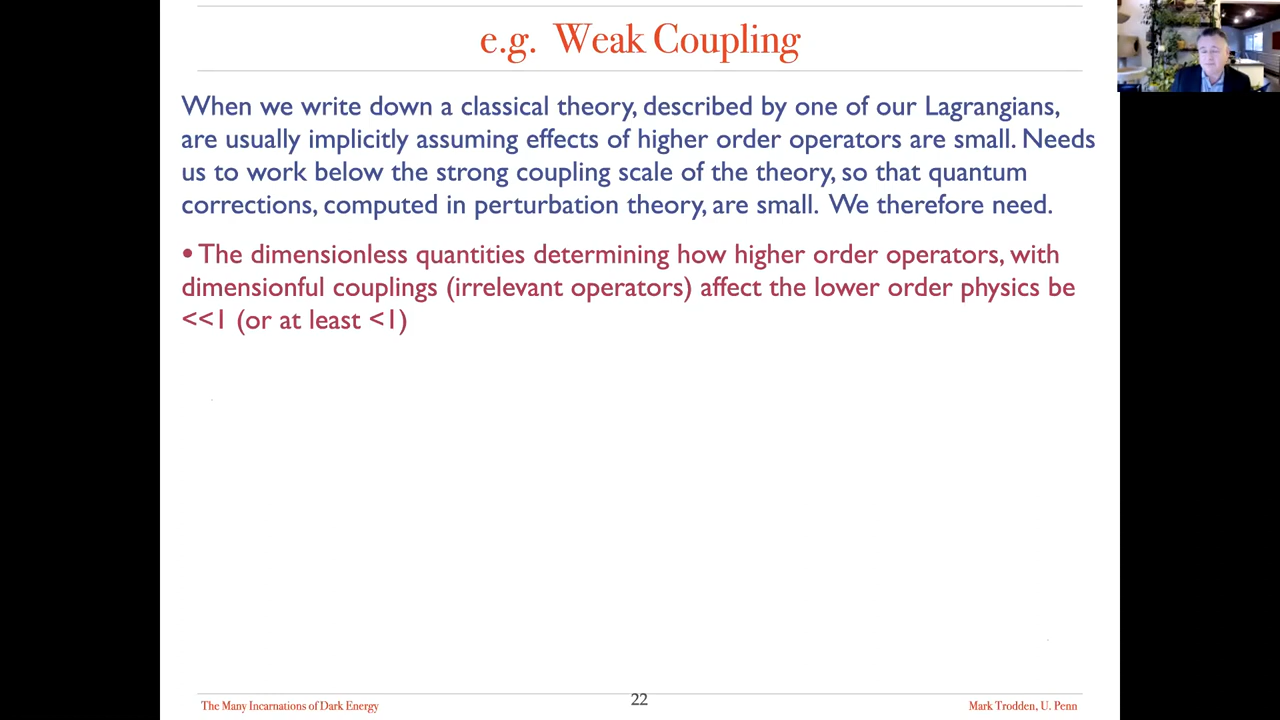 e.g. Weak Coupling
When we write down a classical theory, described by one of our Lagrangians,
are usually implicitly assuming effects of higher order operators are small. Needs
us to work below the strong coupling scale of the theory, so that quantum
corrections, computed in perturbation theory, are small. We therefore need.
• The dimensionless quantities determining how higher order operators, with
dimensionful couplings (irrelevant operators) affect the lower order physics be
<<1 (or at least <1)
The Many Incarnations of Dark Energy
22
Mark Trodden, U. Penn